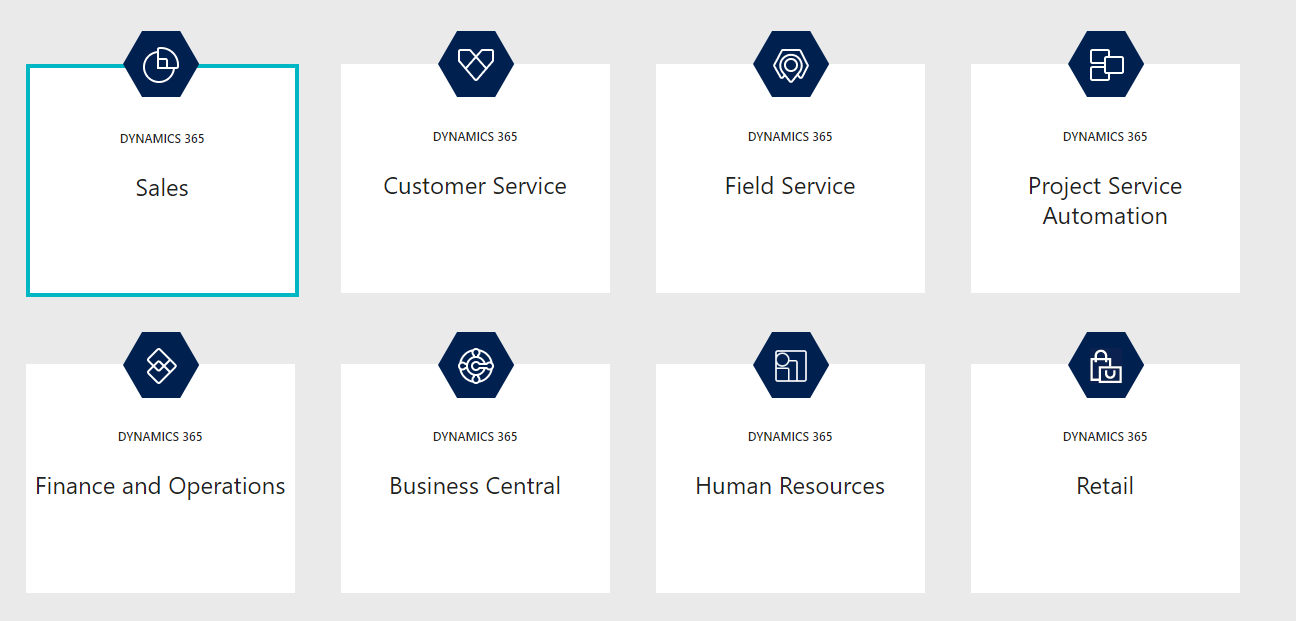 DYNAMICS 365
Sales
DYNAMICS 365
Customer Service
DYNAMICS 365
Field Service
DYNAMICS 365
Project Service
Automation
DYNAMICS 365
Finance and Operations
DYNAMICS 365
Business Central
DYNAMICS 365
Human Resources
DYNAMICS 365
Retail